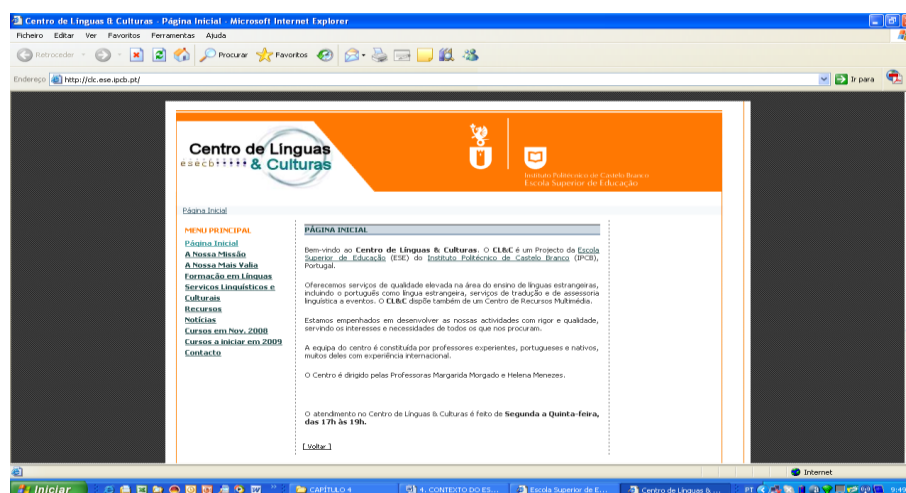 Centro de Línguas & Culturas - Página Inicial - Microsoft Internet Explorer
Ficheiro Editar Ver Favoritos Ferramentas Ajuda
Retroceder Procurar Favoritos
Endereço http://clc.ese.ipcb.pt/ Ir para
Centro de Línguas
esecb & Culturas
Instituto Politécnico de Castelo Branco
Escola Superior de Educação
Página Inicial
MENU PRINCIPAL
Página Inicial
A Nossa Missão
A Nossa Mais Valia
Formação em Línguas
Serviços Linguísticos e
Culturais
Recursos
Notícias
Cursos em Nov. 2008
Cursos a iniciar em 2009
Contacto
PÁGINA INICIAL
Bem-vindo ao Centro de Línguas & Culturas. O CL&C é um Projecto da Escola
Superior de Educação (ESE) do Instituto Politécnico de Castelo Branco (IPCB),
Portugal.
Oferecemos serviços de qualidade elevada na área do ensino de línguas estrangeiras,
incluindo o português como língua estrangeira, serviços de tradução e de assessoria
linguística a eventos. O CL&C dispõe também de um Centro de Recursos Multimédia.
Estamos empenhados em desenvolver as nossas actividades com rigor e qualidade,
servindo os interesses e necessidades de todos os que nos procuram.
A equipa do centro é constituída por professores experientes, portugueses e nativos,
muitos deles com experiência internacional.
O Centro é dirigido pelas Professoras Margarida Morgado e Helena Menezes.
O atendimento no Centro de Línguas & Culturas é feito de Segunda a Quinta-feira,
das 17h às 19h.
[ Voltar ]
Internet
Iniciar CAPÍTULO 4 4. CONTEXTO DO ES... Escola Superior de E... Centro de Línguas &... PT 9:49